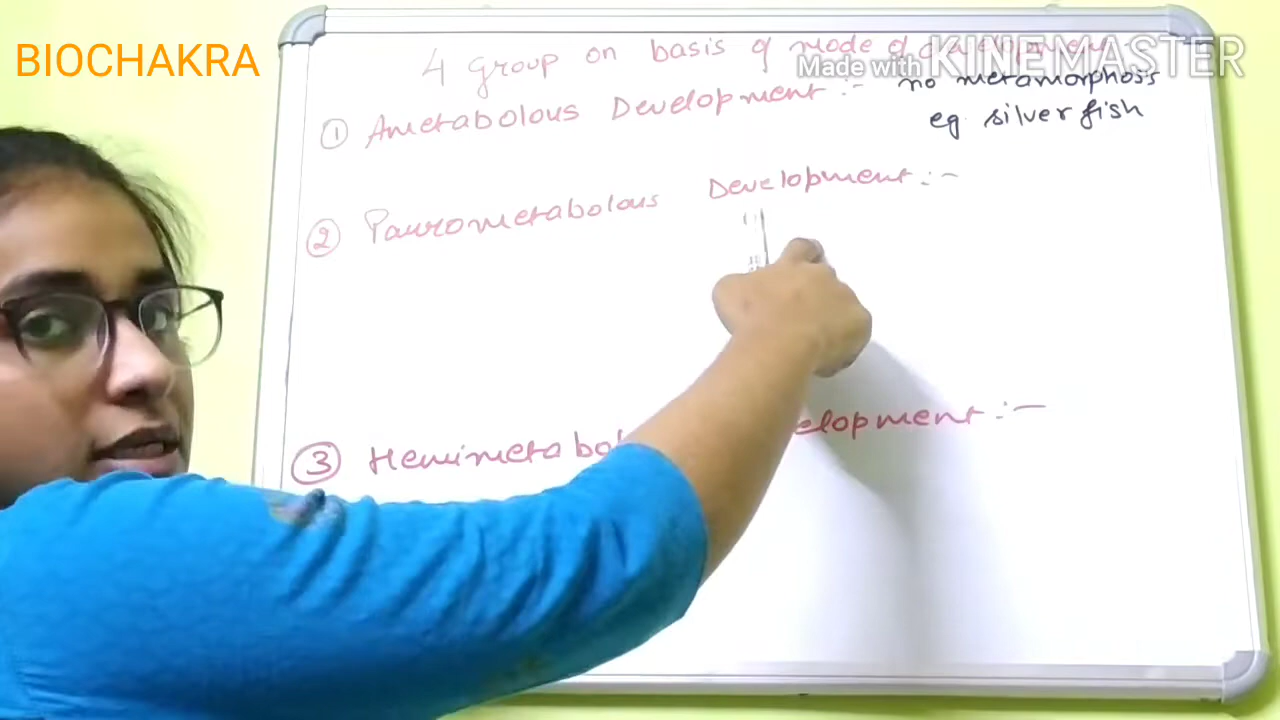 BIOCHAKRA
Made with KINEMASTER
4 group on basis of mode of development
① Ametabolous Development :- no metamorphosis
eg silver fish
② Paurometabolous Development :-
③ Hemimetabol elopment :-